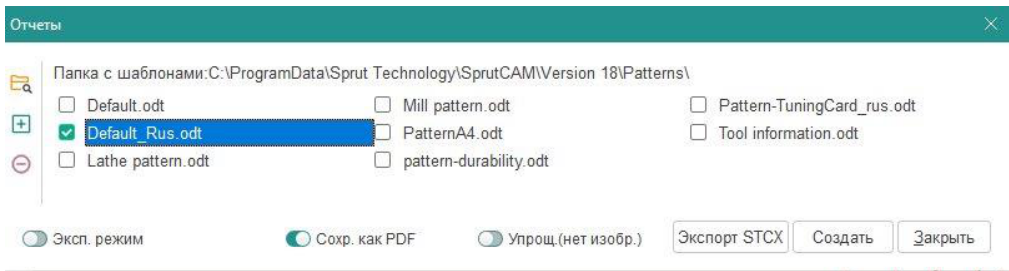 Отчеты
Папка с шаблонами:C:\ProgramData\Sprut Technology\SprutCAM\Version 18\Patterns\
Default.odt Mill pattern.odt Pattern-TuningCard_rus.odt
Default_Rus.odt PatternA4.odt Tool information.odt
Lathe pattern.odt pattern-durability.odt
Эксп. режим Сохр. как PDF Упрощ.(нет изобр.) Экспорт STCX Создать Закрыть